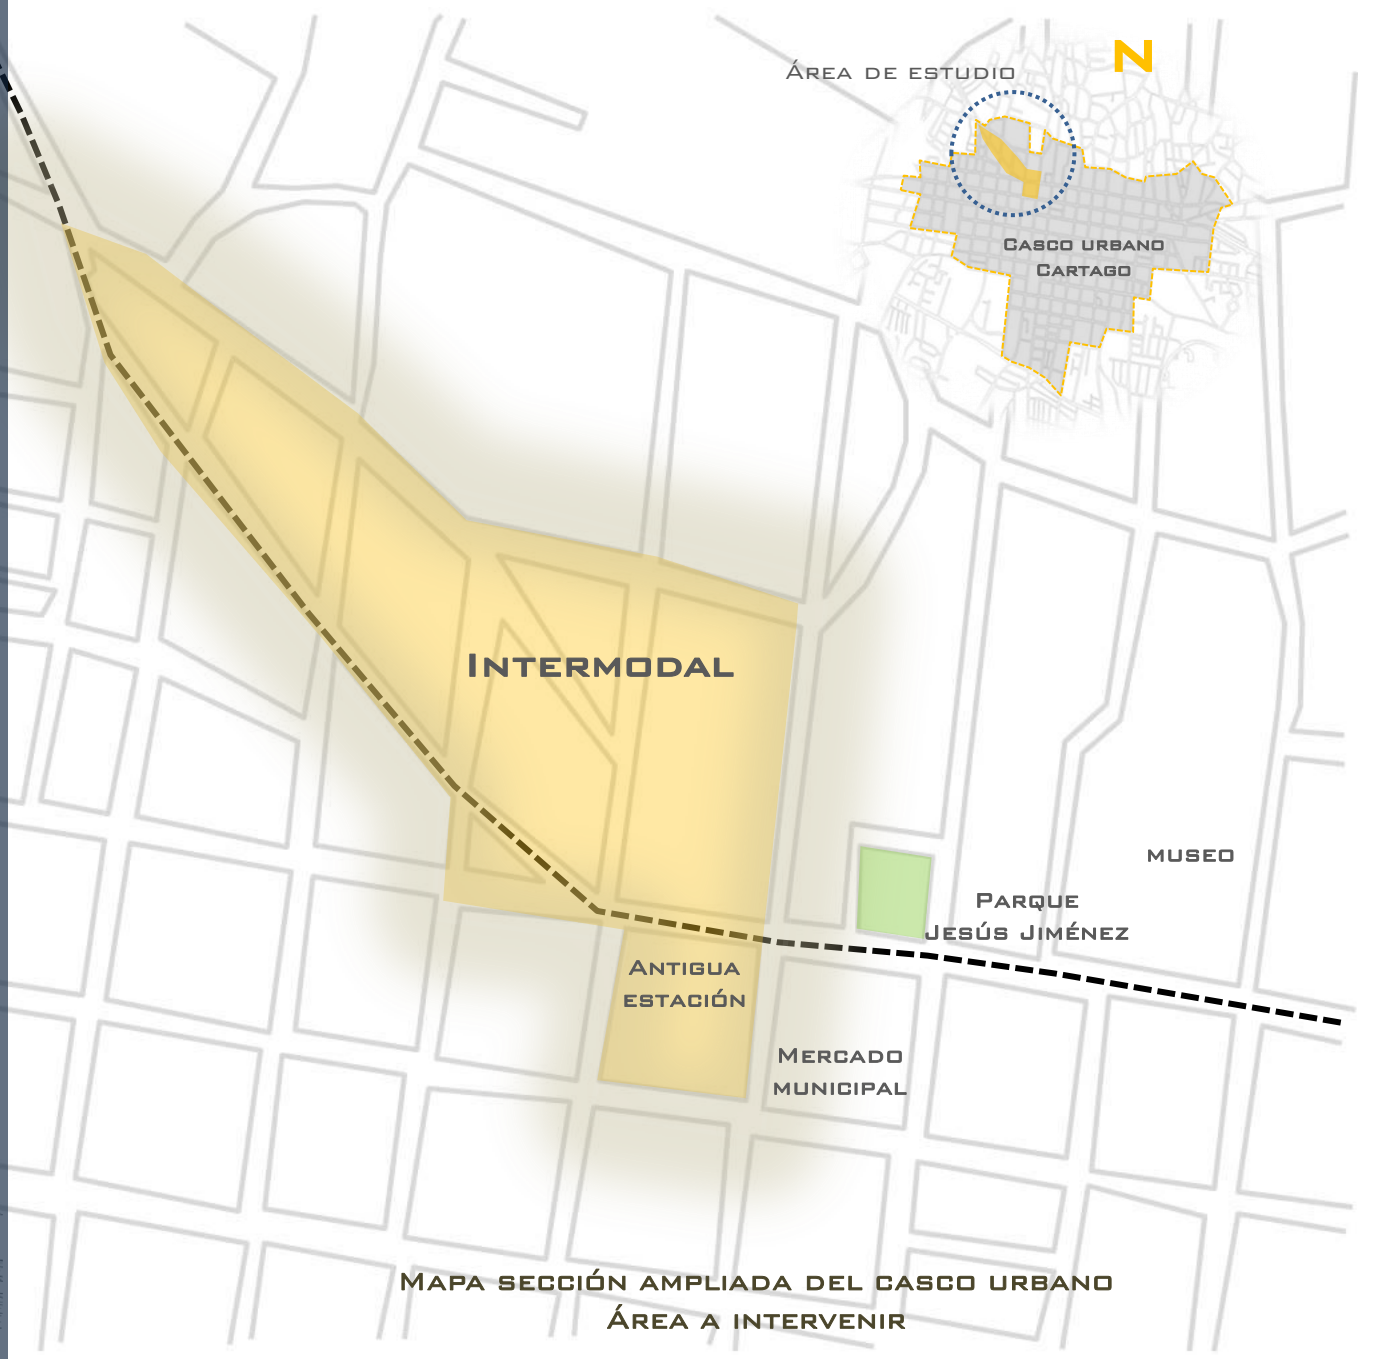 N
Área de estudio
Casco urbano
Cartago
Intermodal
museo
Parque
Jesús Jiménez
Antigua
estación
Mercado
municipal
Mapa sección ampliada del casco urbano
Área a intervenir